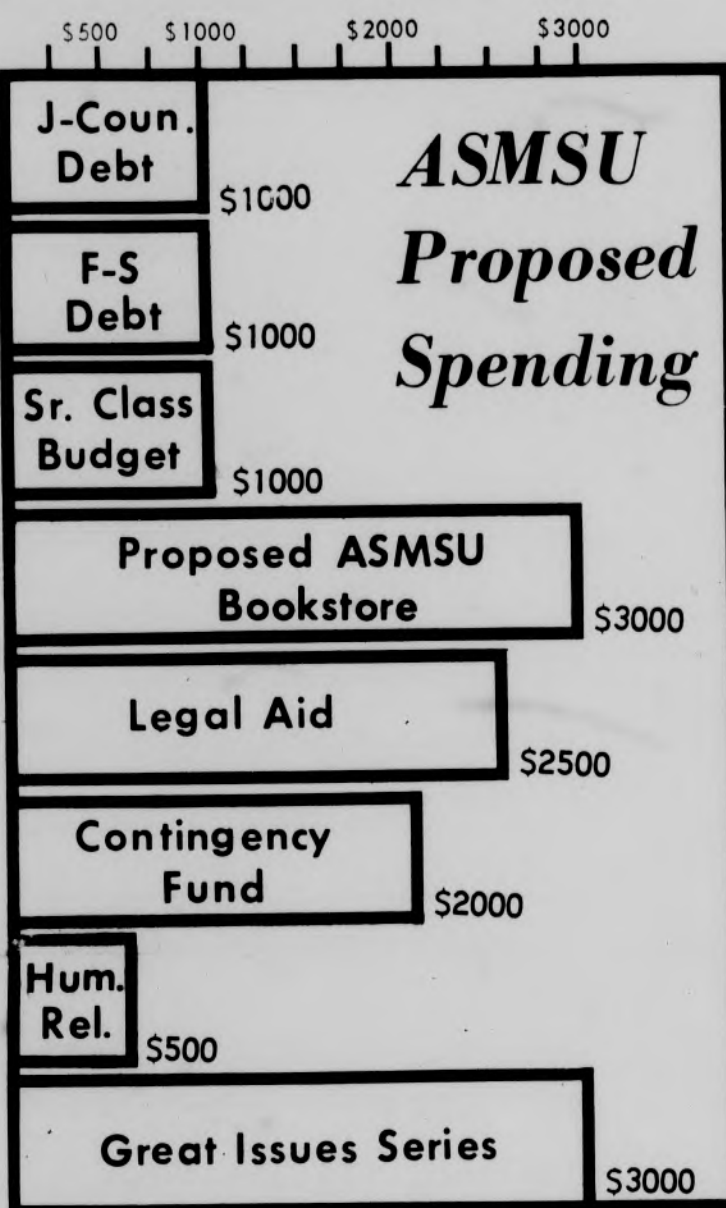 $500 $1000 $2000 $3000
ASMSU
Proposed
Spending
J-Coun.
Debt
$1000
F-S
Debt
$1000
Sr. Class
Budget
$1000
Proposed ASMSU
Bookstore
$3000
Legal Aid
$2500
Contingency
Fund
$2000
Hum.
Rel.
$500
Great Issues Series
$3000